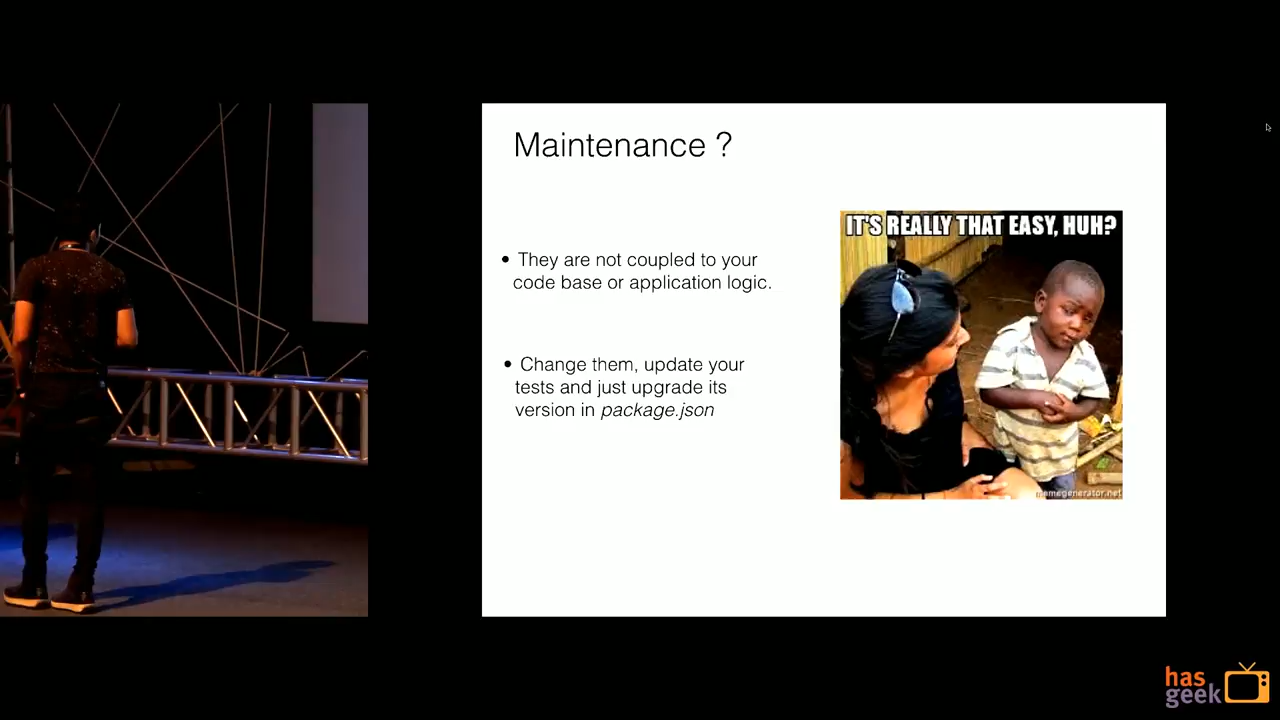 Maintenance ?
• They are not coupled to your
code base or application logic.
• Change them, update your
tests and just upgrade its
version in package.json
IT'S REALLY THAT EASY, HUH?
memegenerator.net
has
geek